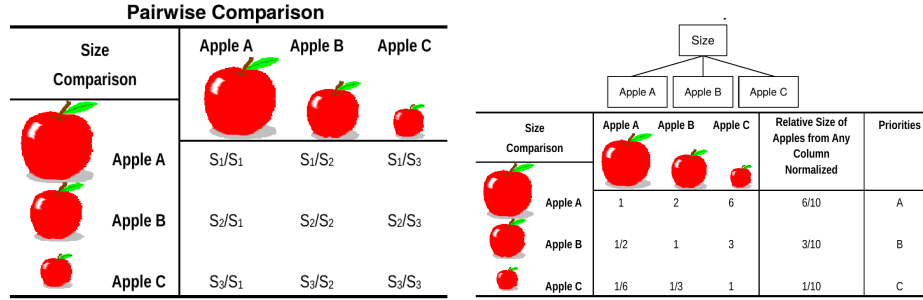 Pairwise Comparison
Size
Comparison
Apple A Apple B Apple C
Apple A S1/S1 S1/S2 S1/S3
Apple B S2/S1 S2/S2 S2/S3
Apple C S3/S1 S3/S2 S3/S3
Size
Apple A Apple B Apple C
Size
Comparison
Apple A Apple B Apple C
Relative Size of
Apples from Any
Column
Normalized
Priorities
Apple A 1 2 6 6/10 A
Apple B 1/2 1 3 3/10 B
Apple C 1/6 1/3 1 1/10 C